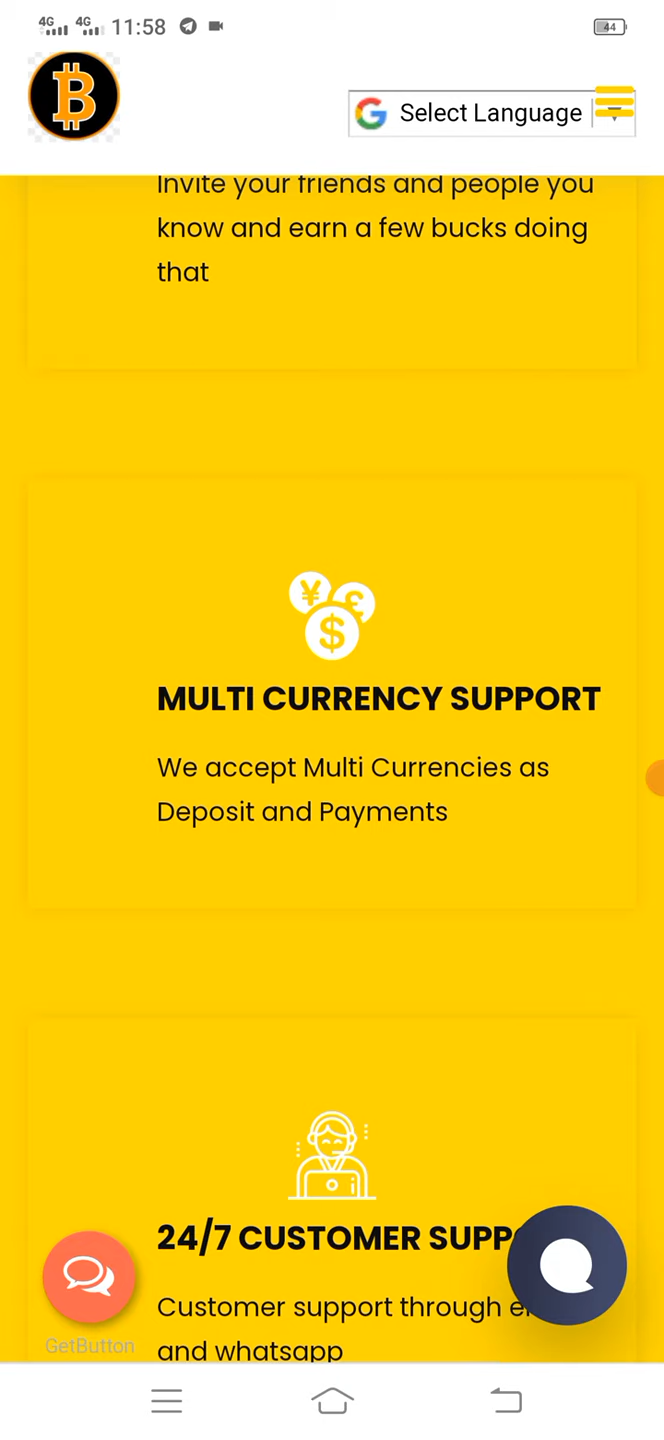 4G 4G 11:58 44
Select Language
Invite your friends and people you
know and earn a few bucks doing
that
MULTI CURRENCY SUPPORT
We accept Multi Currencies as
Deposit and Payments
24/7 CUSTOMER
Customer support through
and whatsapp
GetButton